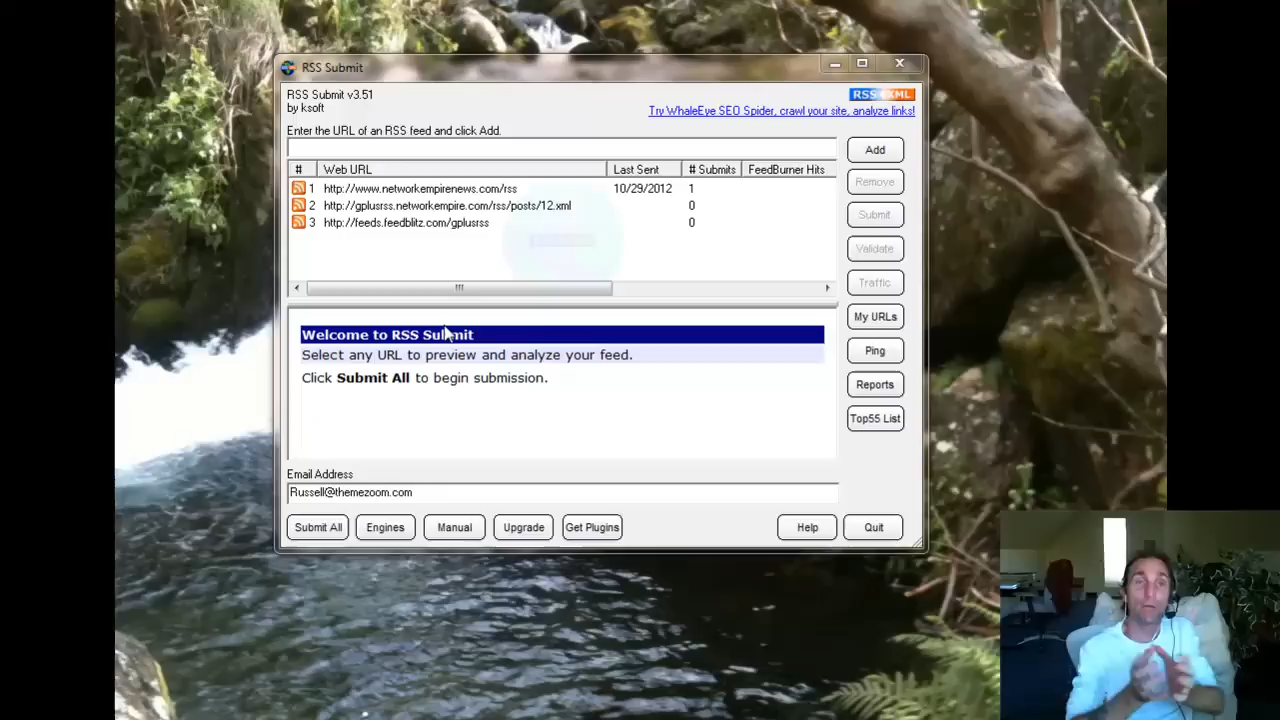 RSS Submit
RSS Submit v3.51
by ksoft
RSS XML
Try WhaleEye SEO Spider, crawl your site, analyze links!
Enter the URL of an RSS feed and click Add.
Add
# Web URL Last Sent # Submits FeedBurner Hits
1 http://www.networkempirenews.com/rss 10/29/2012 1
2 http://gplusrss.networkempire.com/rss/posts/12.xml 0
3 http://feeds.feedblitz.com/gplusrss 0
Remove
Submit
Validate
Traffic
My URLs
Ping
Reports
Top55 List
Welcome to RSS Submit
Select any URL to preview and analyze your feed.
Click Submit All to begin submission.
Email Address
Russell@themezoom.com
Submit All Engines Manual Upgrade Get Plugins Help Quit